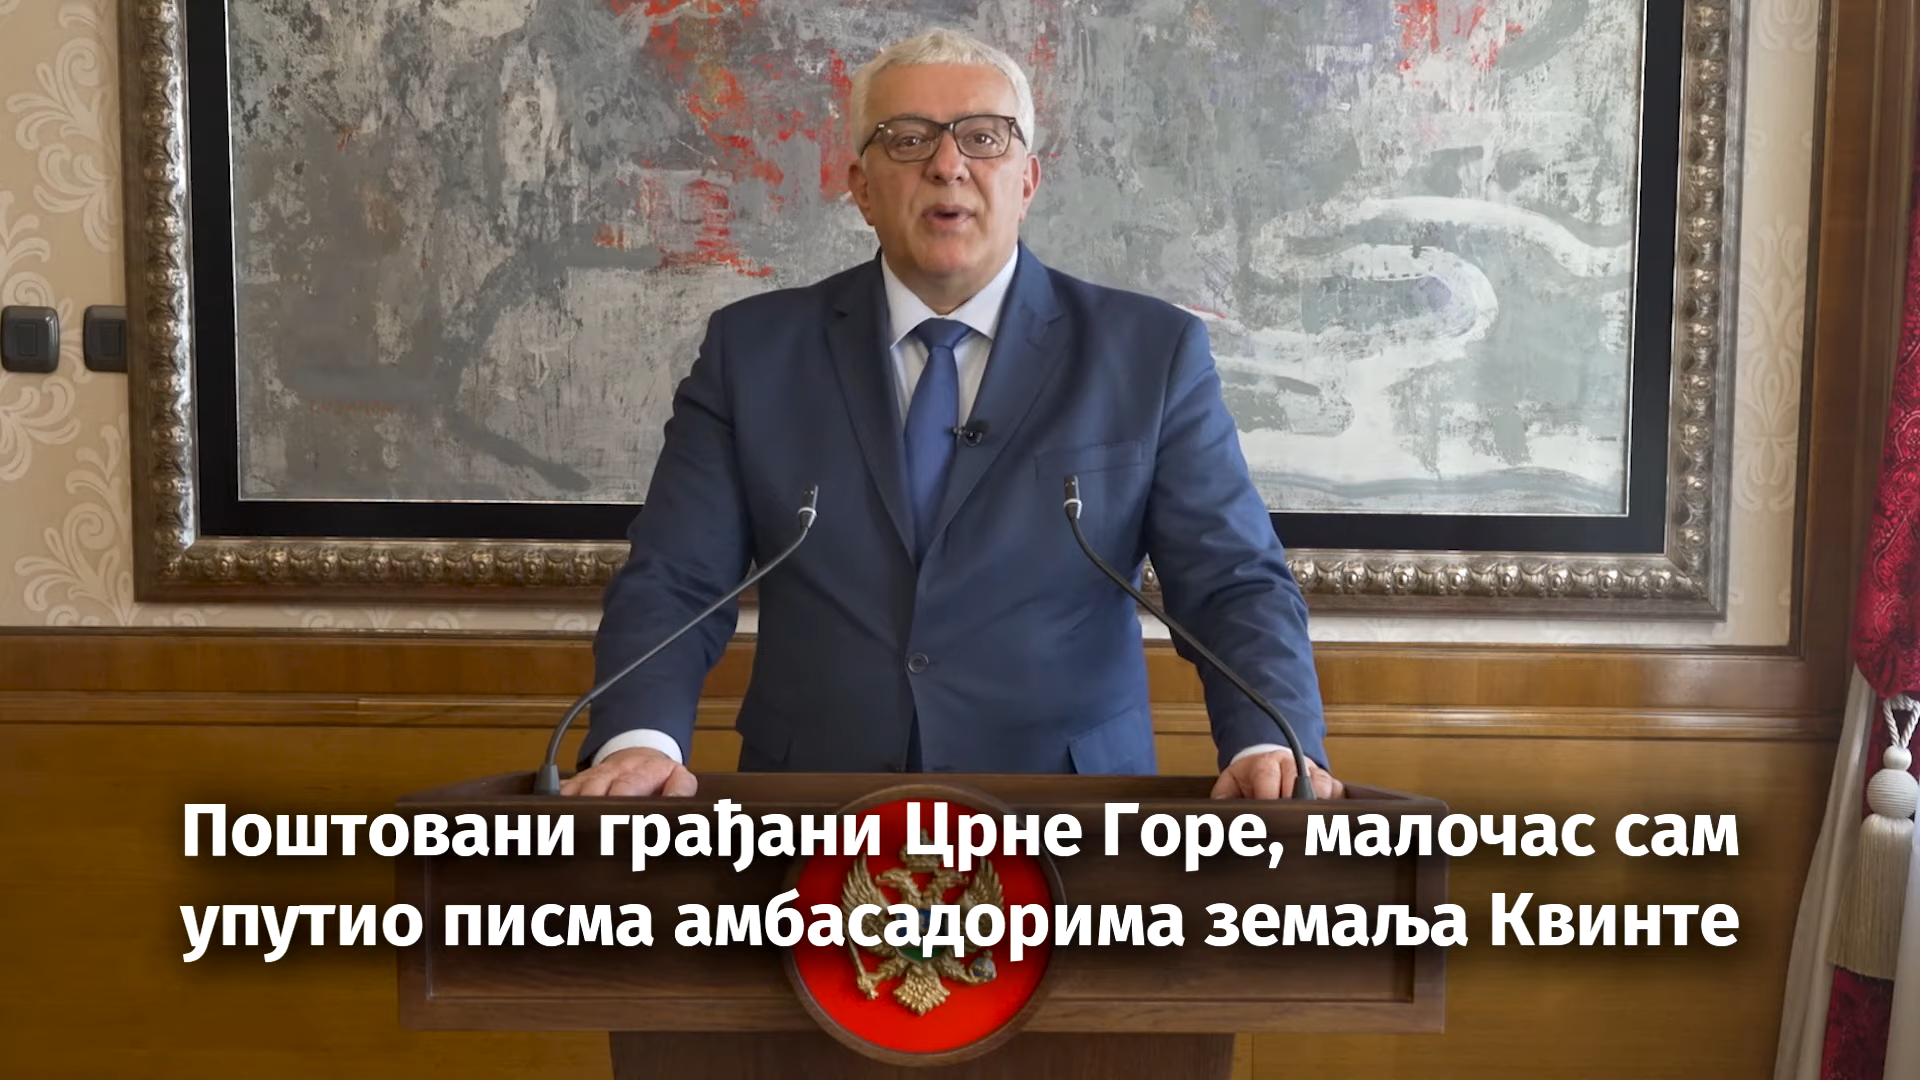 Поштовани грађани Црне Горе, малочас сам
упутио писма амбасадорима земаља Квинте